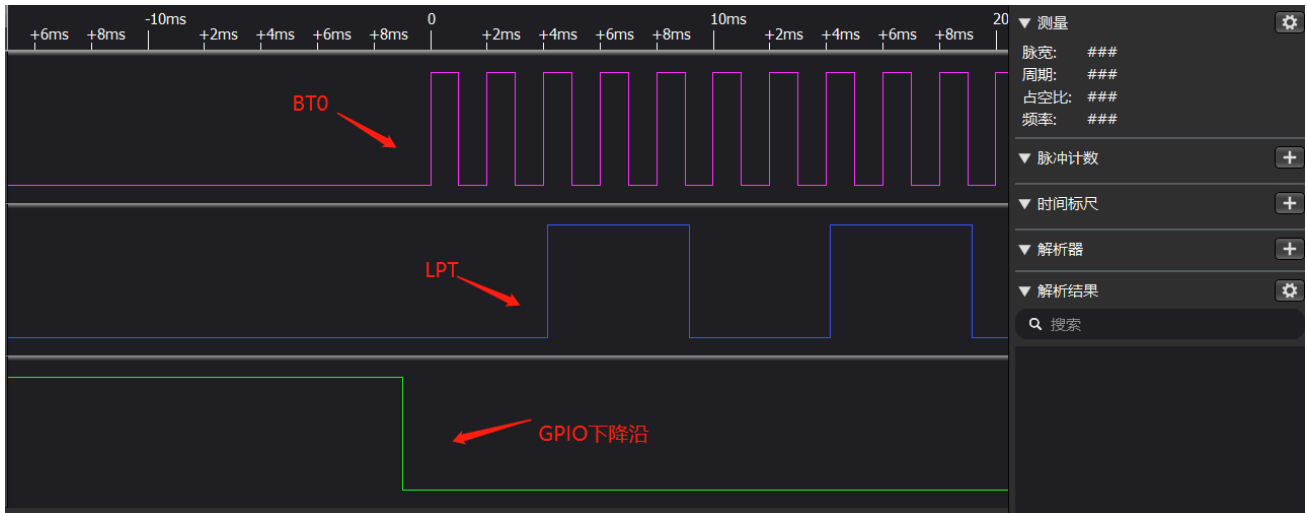 -10ms 0 10ms 20
+6ms +8ms +2ms +4ms +6ms +8ms +2ms +4ms +6ms +8ms +2ms +4ms +6ms +8ms
BT0
LPT
GPIO下降沿
测量
脉宽: ###
周期: ###
占空比: ###
频率: ###
脉冲计数
时间标尺
解析器
解析结果
搜索